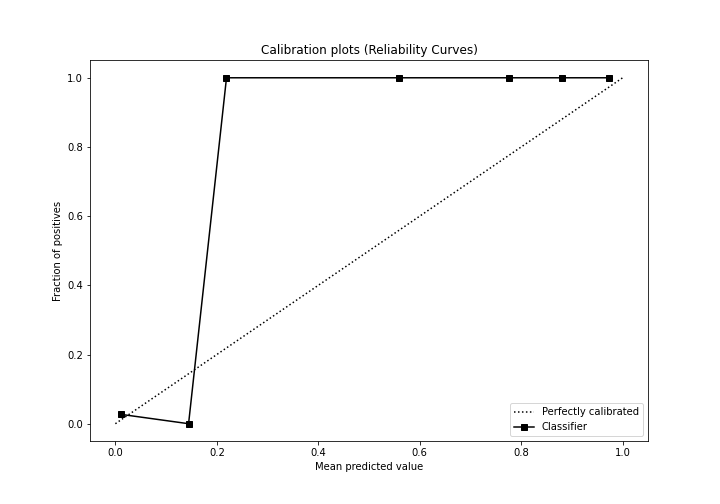 Calibration plots (Reliability Curves)
1.0
0.8
0.6
0.4
0.2
0.0
Fraction of positives
Perfectly calibrated
Classifier
0.0 0.2 0.4 0.6 0.8 1.0
Mean predicted value